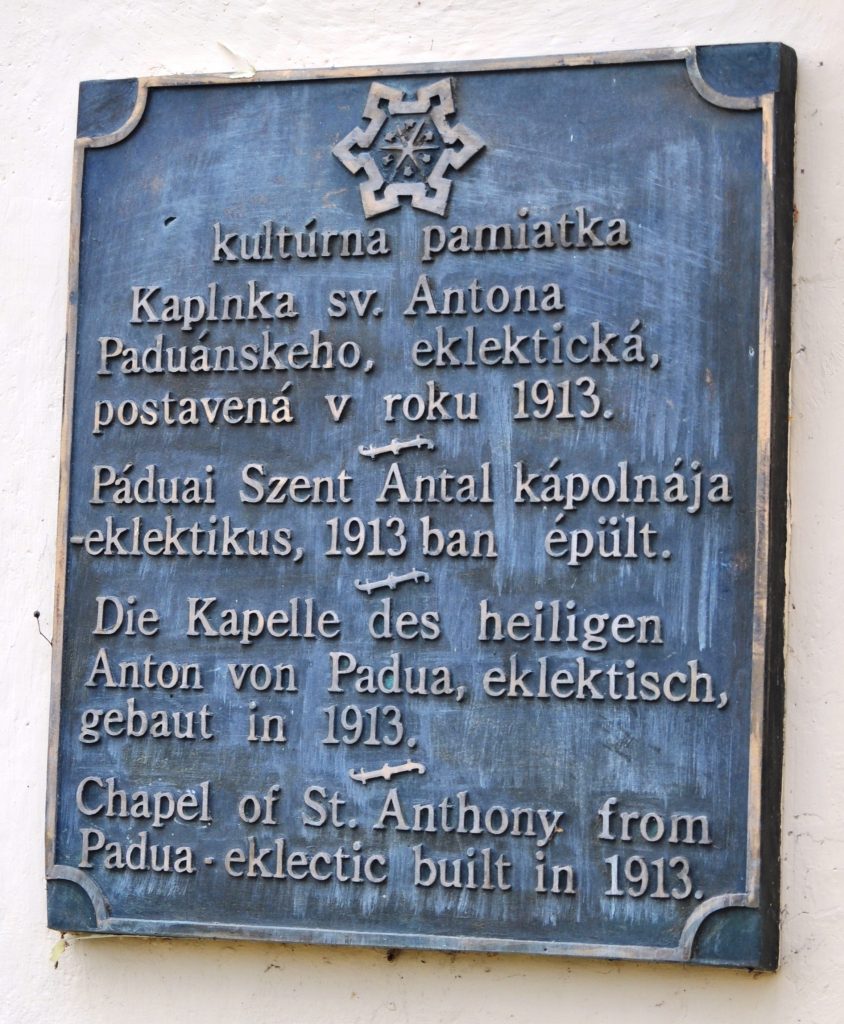 kultúrna pamiatka
Kaplnka sv. Antona
Paduánskeho, eklektická,
postavená v roku 1913.
Páduai Szent Antal kápolnája
-eklektikus, 1913 ban épült.
Die Kapelle des heiligen
Anton von Padua, eklektisch,
gebaut in 1913.
Chapel of St. Anthony from
Padua - eklectic built in 1913.